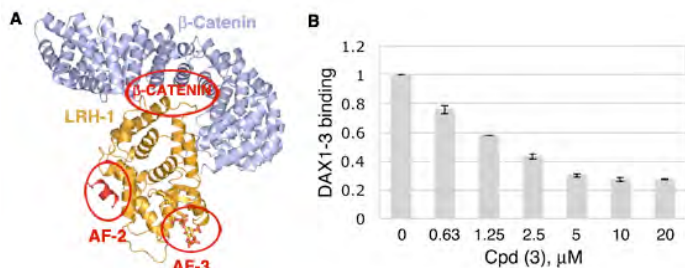 A
β-Catenin
β-CATENIN
LRH-1
AF-2
AF-3
B
DAX1-3 binding
1.2
1
0.8
0.6
0.4
0.2
0
0 0.63 1.25 2.5 5 10 20
Cpd (3), μM